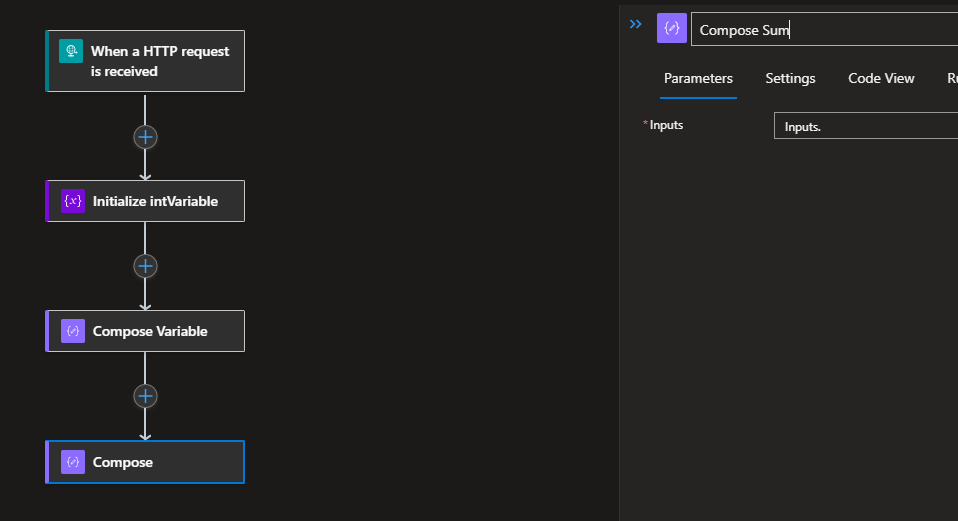 When a HTTP request
is received
Initialize intVariable
Compose Variable
Compose
Compose Sum
Parameters Settings Code View
*Inputs Inputs.